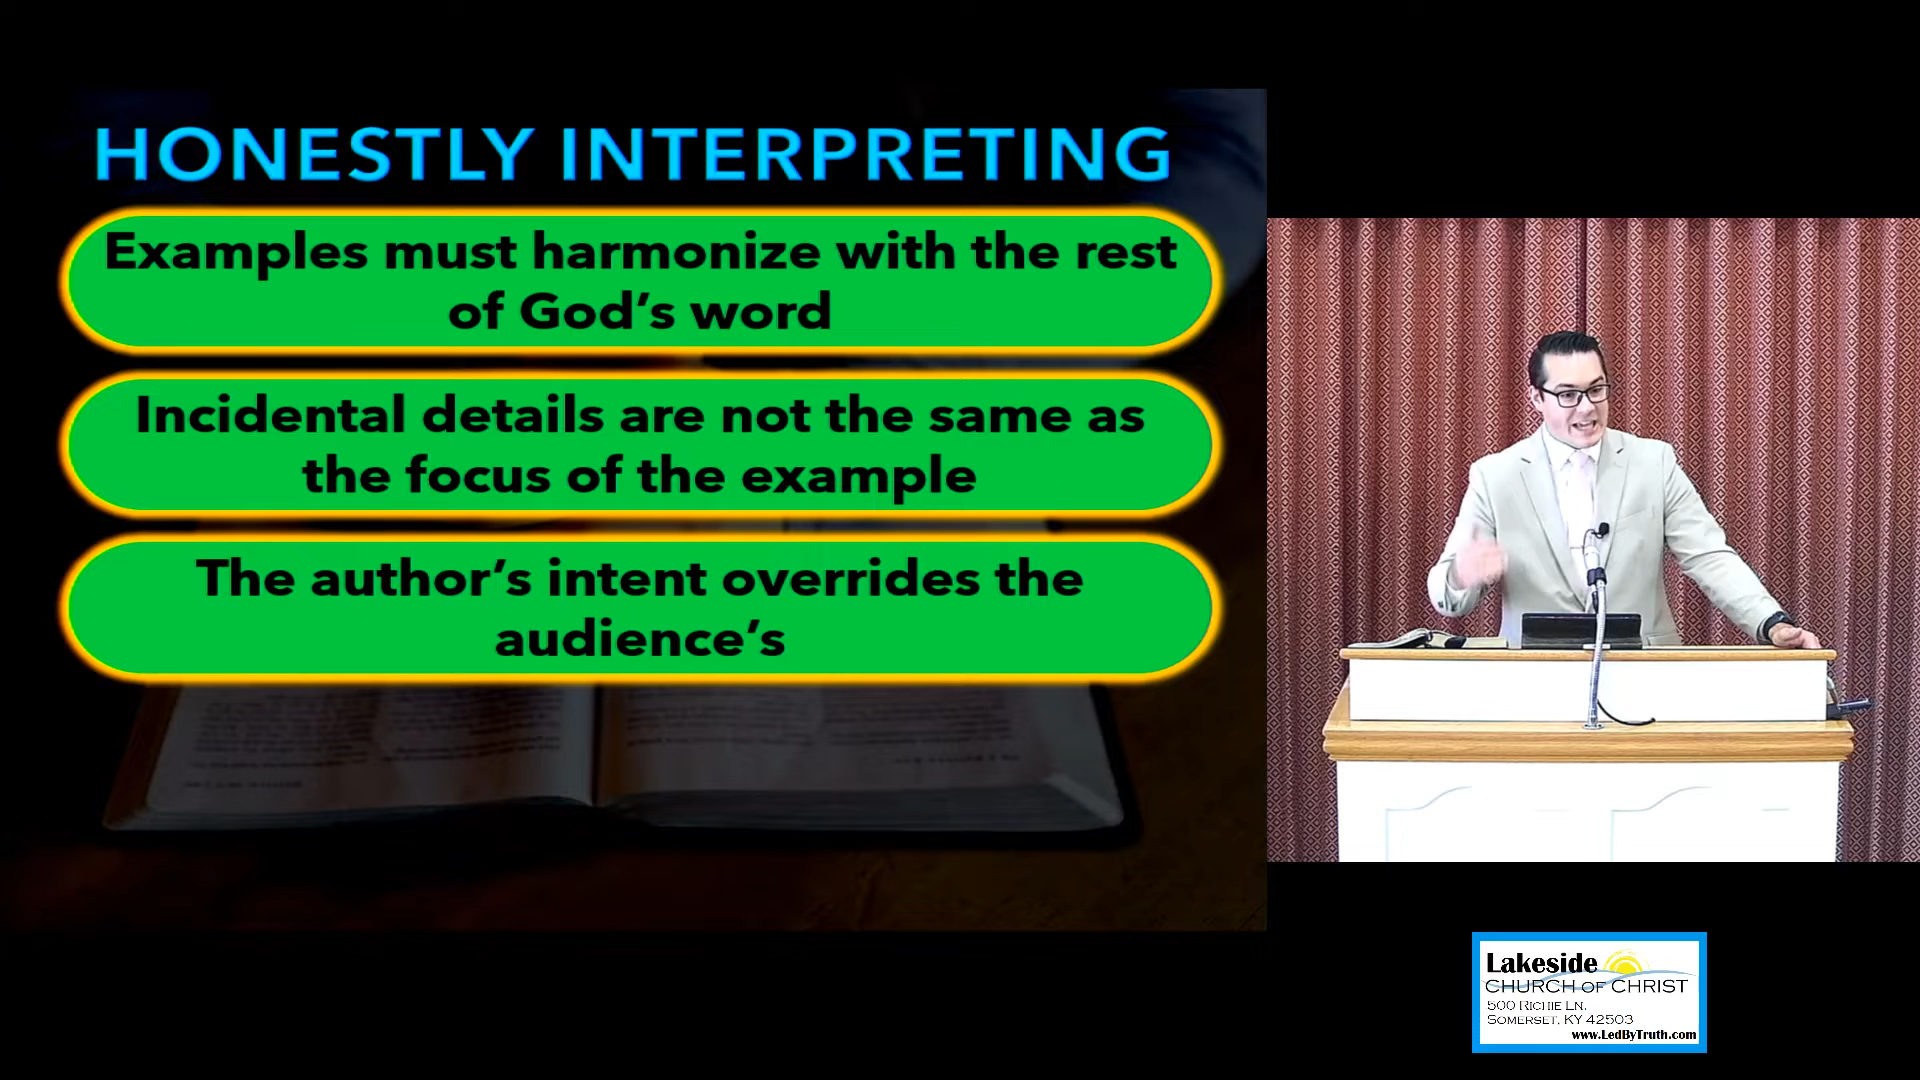 HONESTLY INTERPRETING
Examples must harmonize with the rest
of God's word
Incidental details are not the same as
the focus of the example
The author's intent overrides the
audience's
Lakeside
CHURCH OF CHRIST
500 RICHIE LN.
SOMERSET, KY 42503
www.LedByTruth.com